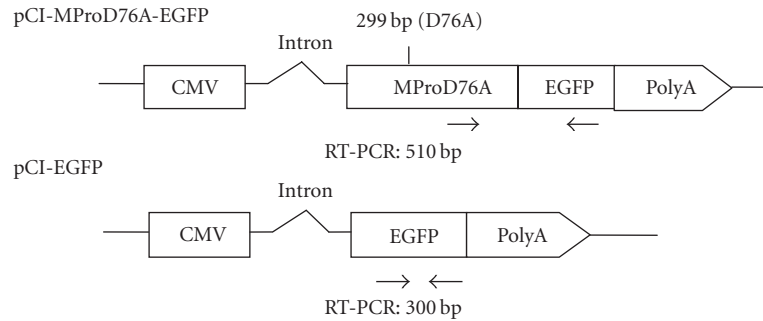 pCI-MProD76A-EGFP
299 bp (D76A)
Intron
CMV
MProD76A
EGFP
PolyA
RT-PCR: 510 bp
pCI-EGFP
Intron
CMV
EGFP
PolyA
RT-PCR: 300 bp